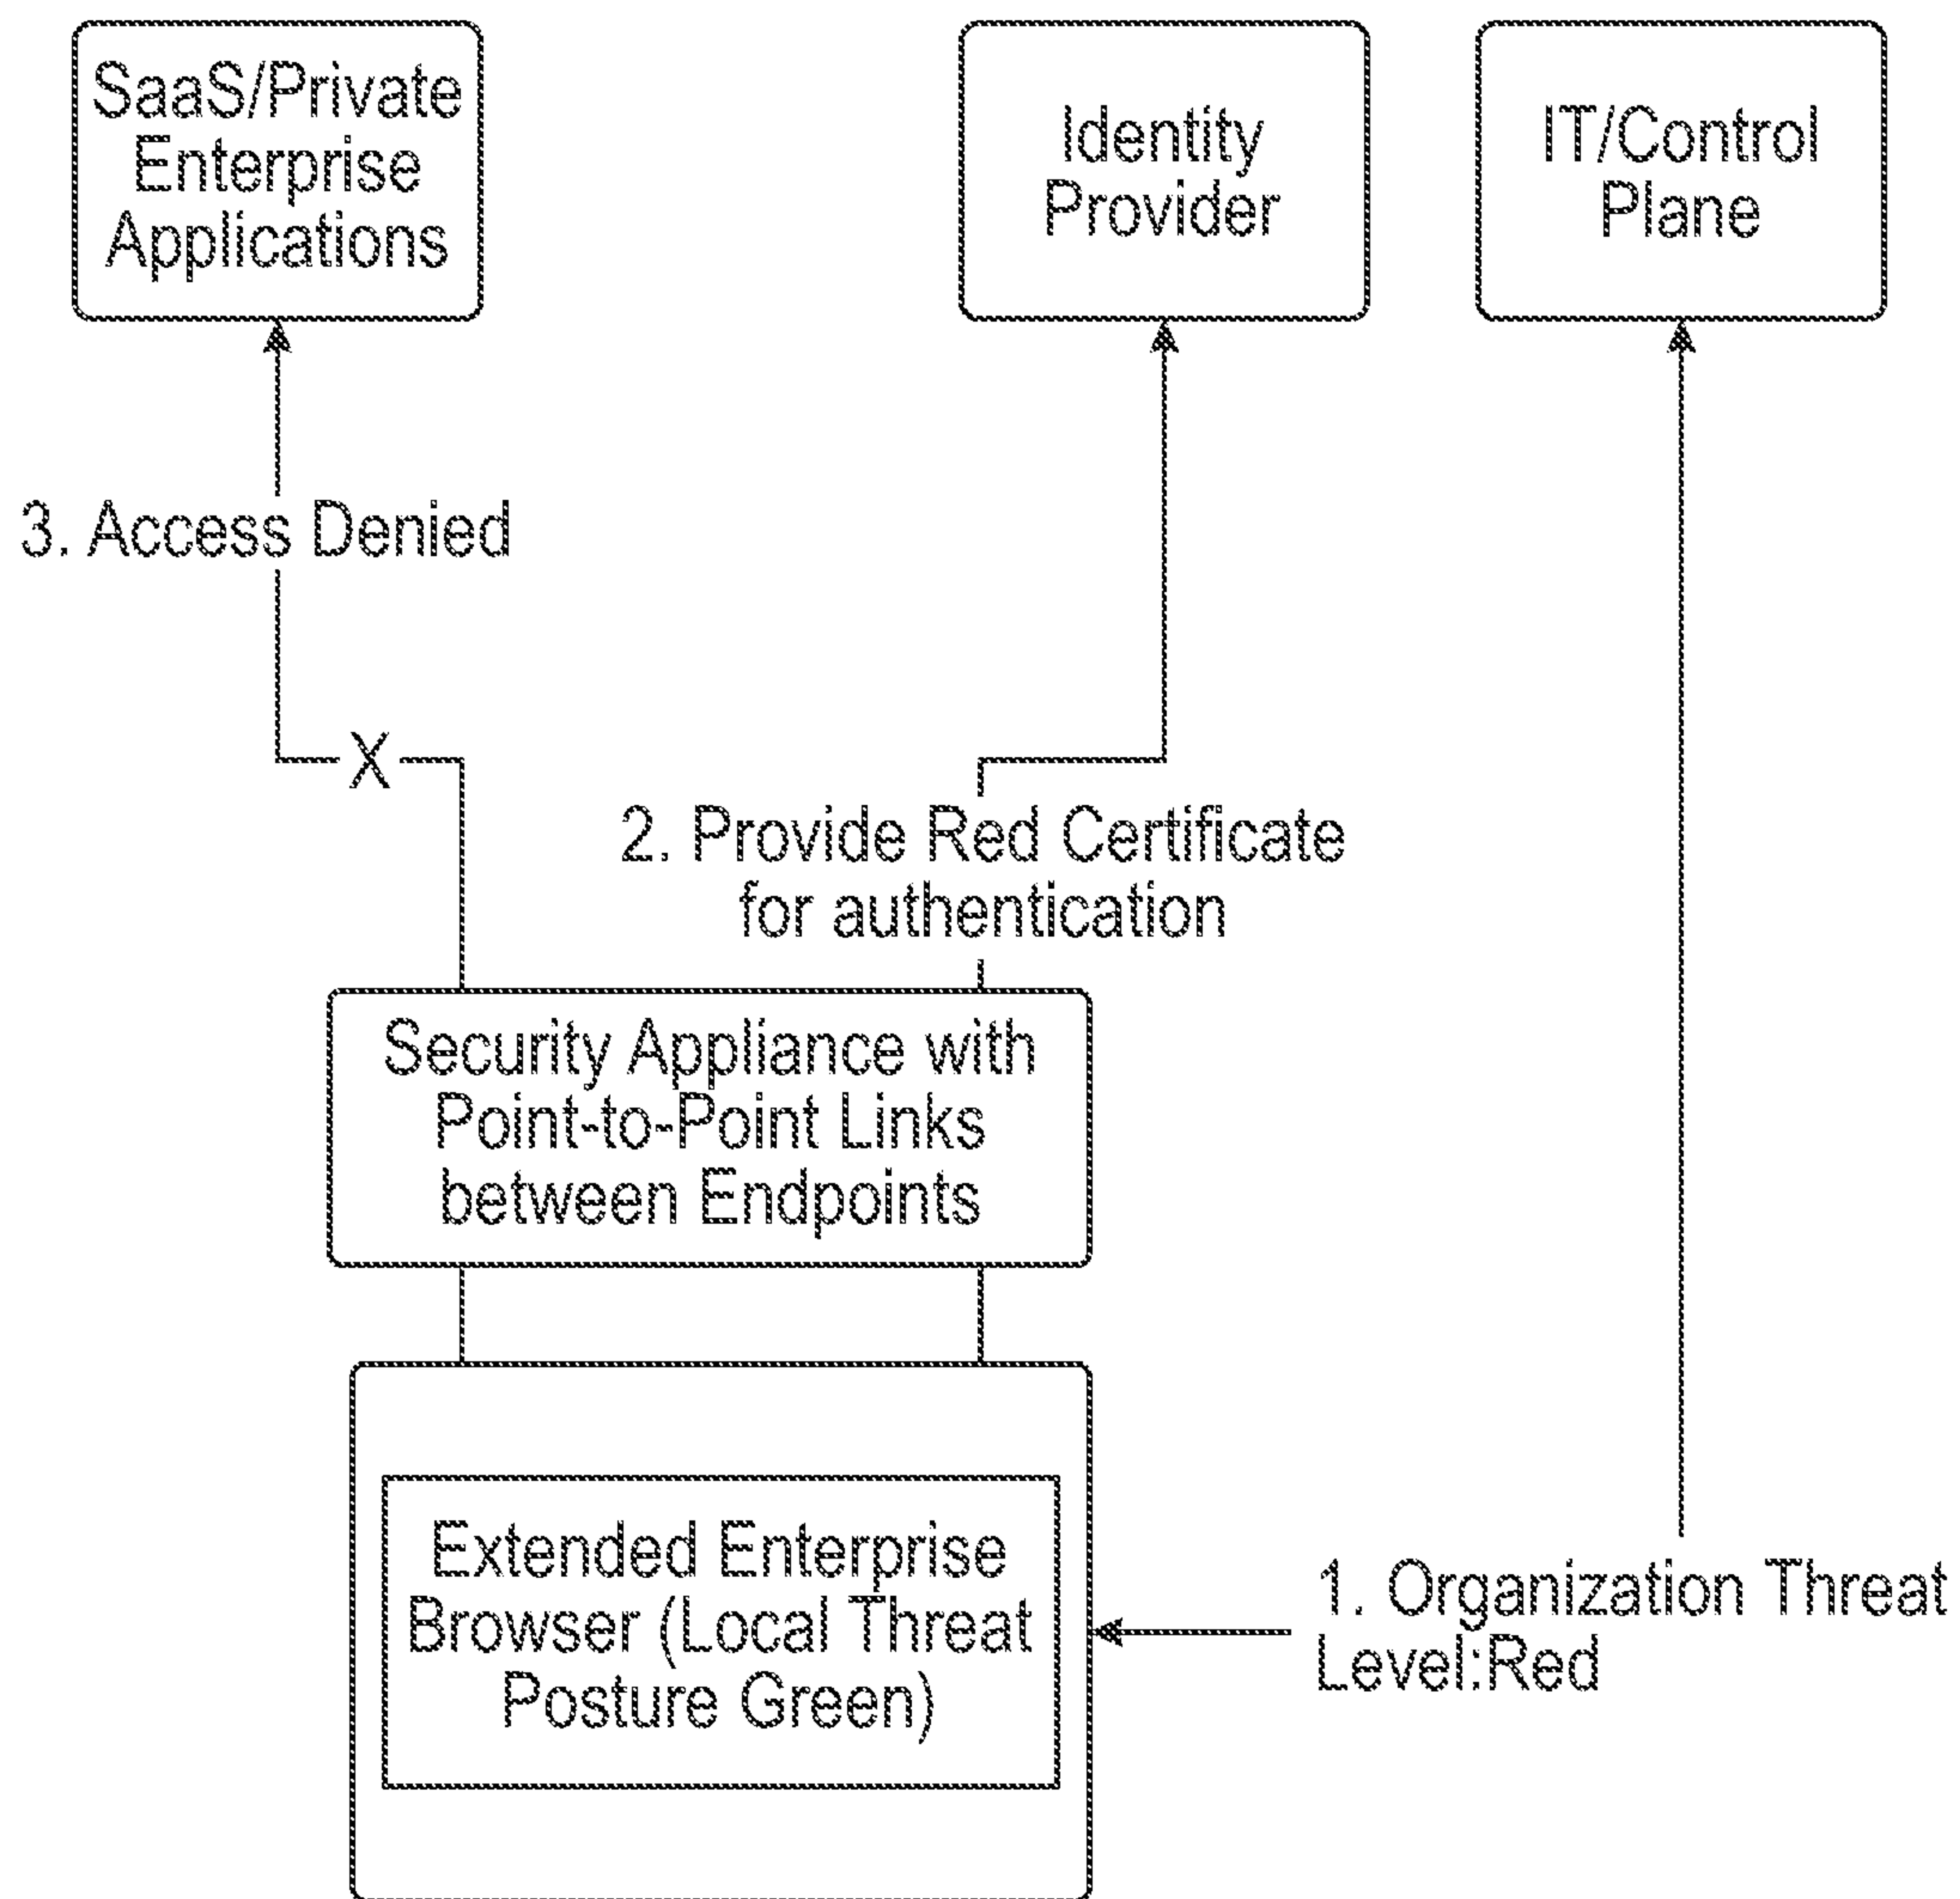 SaaS/Private
Enterprise
Applications
Identity
Provider
IT/Control
Plane
3. Access Denied
X
2. Provide Red Certificate
for authentication
Security Appliance with
Point-to-Point Links
between Endpoints
Extended Enterprise
Browser (Local Threat
Posture Green)
1. Organization Threat
Level:Red